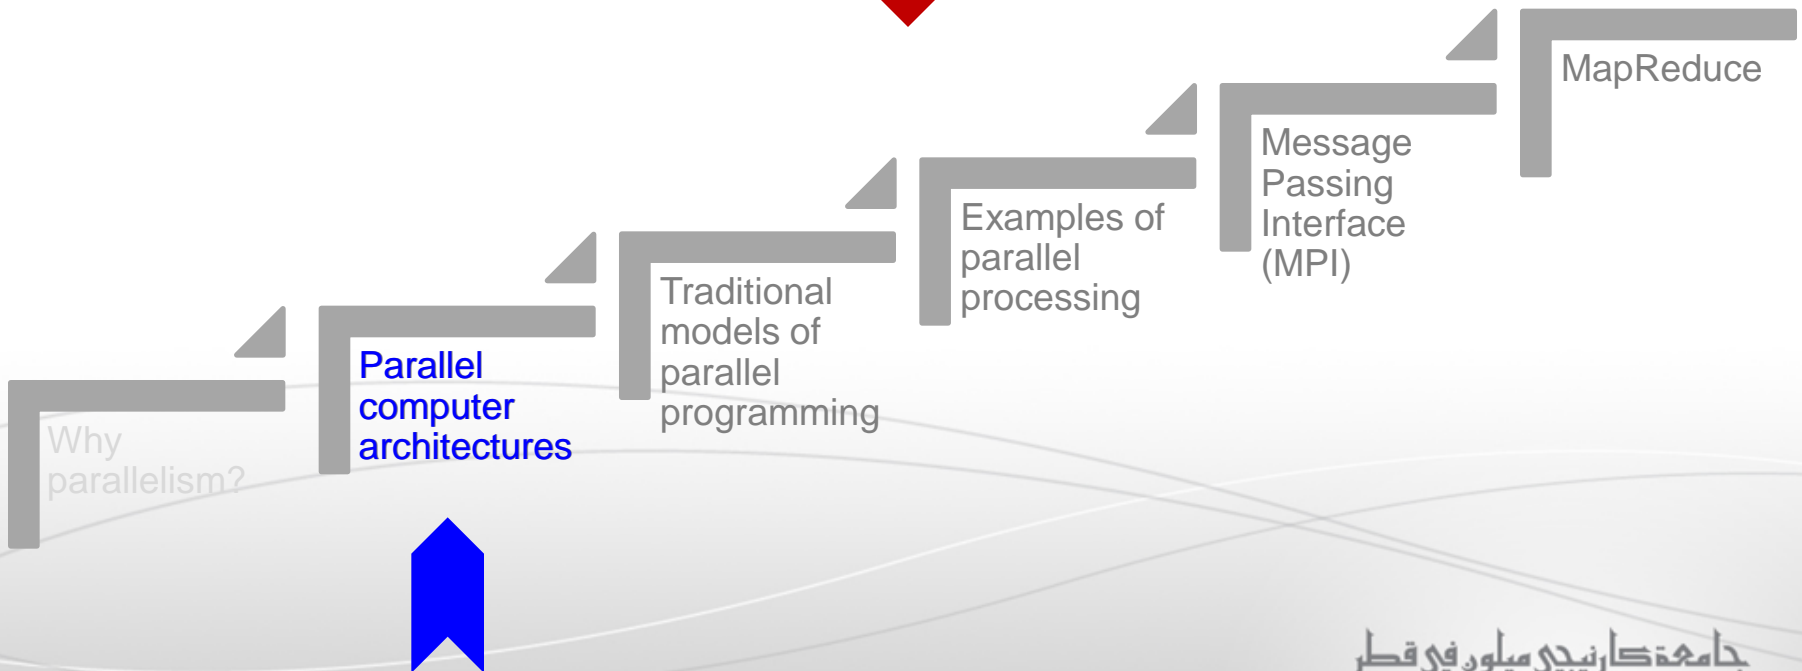 Why
parallelism?
Parallel
computer
architectures
Traditional
models of
parallel
programming
Examples of
parallel
processing
Message
Passing
Interface
(MPI)
MapReduce
جامعة كارنيجي ميلون في قطر